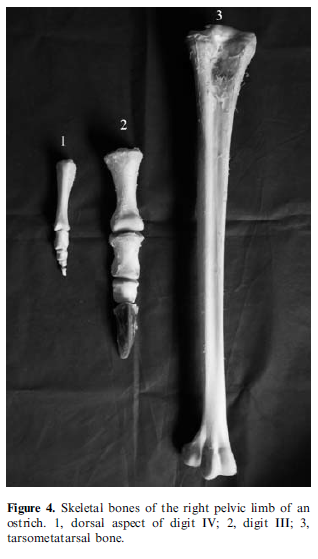 3
2
1
Figure 4. Skeletal bones of the right pelvic limb of an
ostrich. 1, dorsal aspect of digit IV; 2, digit III; 3,
tarsometatarsal bone.